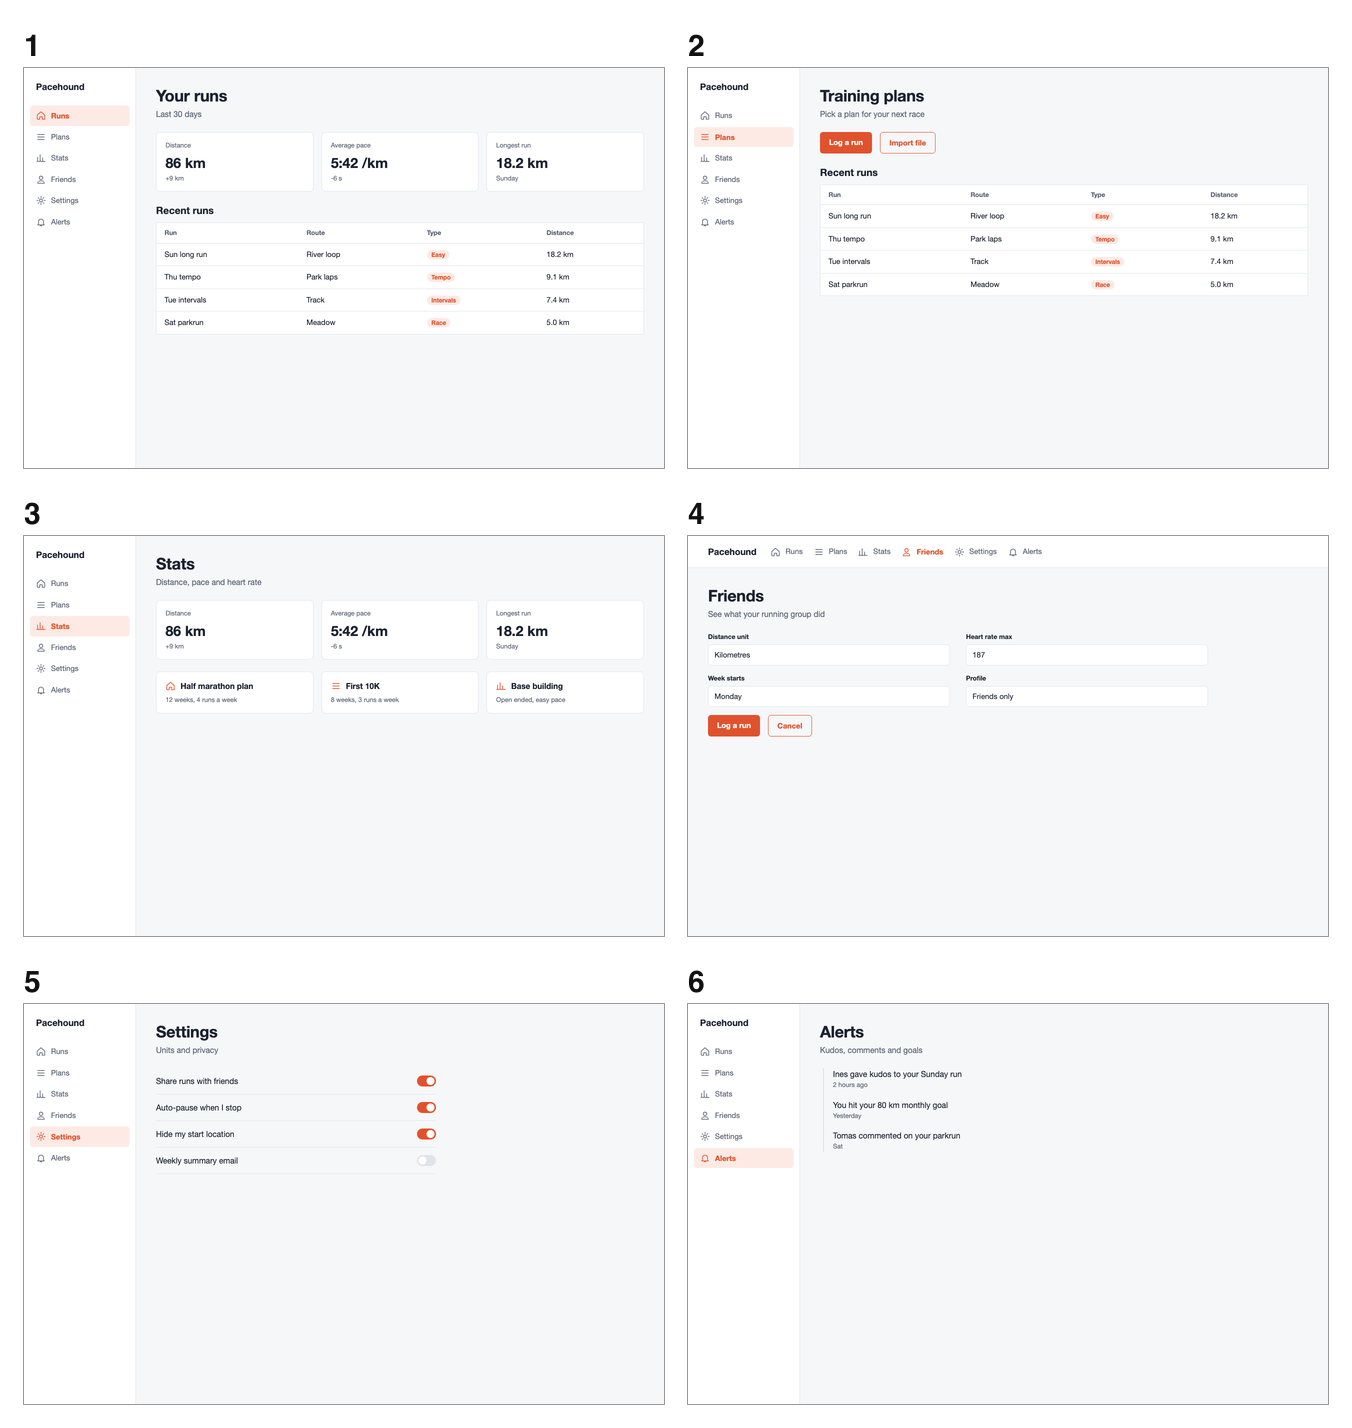 1
Pacehound
Runs
Plans
Stats
Friends
Settings
Alerts
Your runs
Last 30 days
Distance
86 km
+9 km
Average pace
5:42 /km
-6 s
Longest run
18.2 km
Sunday
Recent runs
Run Route Type Distance
Sun long run River loop Easy 18.2 km
Thu tempo Park laps Tempo 9.1 km
Tue intervals Track Intervals 7.4 km
Sat parkrun Meadow Race 5.0 km
2
Pacehound
Runs
Plans
Stats
Friends
Settings
Alerts
Training plans
Pick a plan for your next race
Log a run Import file
Recent runs
Run Route Type Distance
Sun long run River loop Easy 18.2 km
Thu tempo Park laps Tempo 9.1 km
Tue intervals Track Intervals 7.4 km
Sat parkrun Meadow Race 5.0 km
3
Pacehound
Runs
Plans
Stats
Friends
Settings
Alerts
Stats
Distance, pace and heart rate
Distance
86 km
+9 km
Average pace
5:42 /km
-6 s
Longest run
18.2 km
Sunday
Half marathon plan
12 weeks, 4 runs a week
First 10K
8 weeks, 3 runs a week
Base building
Open ended, easy pace
4
Pacehound Runs Plans Stats Friends Settings Alerts
Friends
See what your running group did
Distance unit
Kilometres
Heart rate max
187
Week starts
Monday
Profile
Friends only
Log a run Cancel
5
Pacehound
Runs
Plans
Stats
Friends
Settings
Alerts
Settings
Units and privacy
Share runs with friends
Auto-pause when I stop
Hide my start location
Weekly summary email
6
Pacehound
Runs
Plans
Stats
Friends
Settings
Alerts
Alerts
Kudos, comments and goals
Ines gave kudos to your Sunday run
2 hours ago
You hit your 80 km monthly goal
Yesterday
Tomas commented on your parkrun
Sat